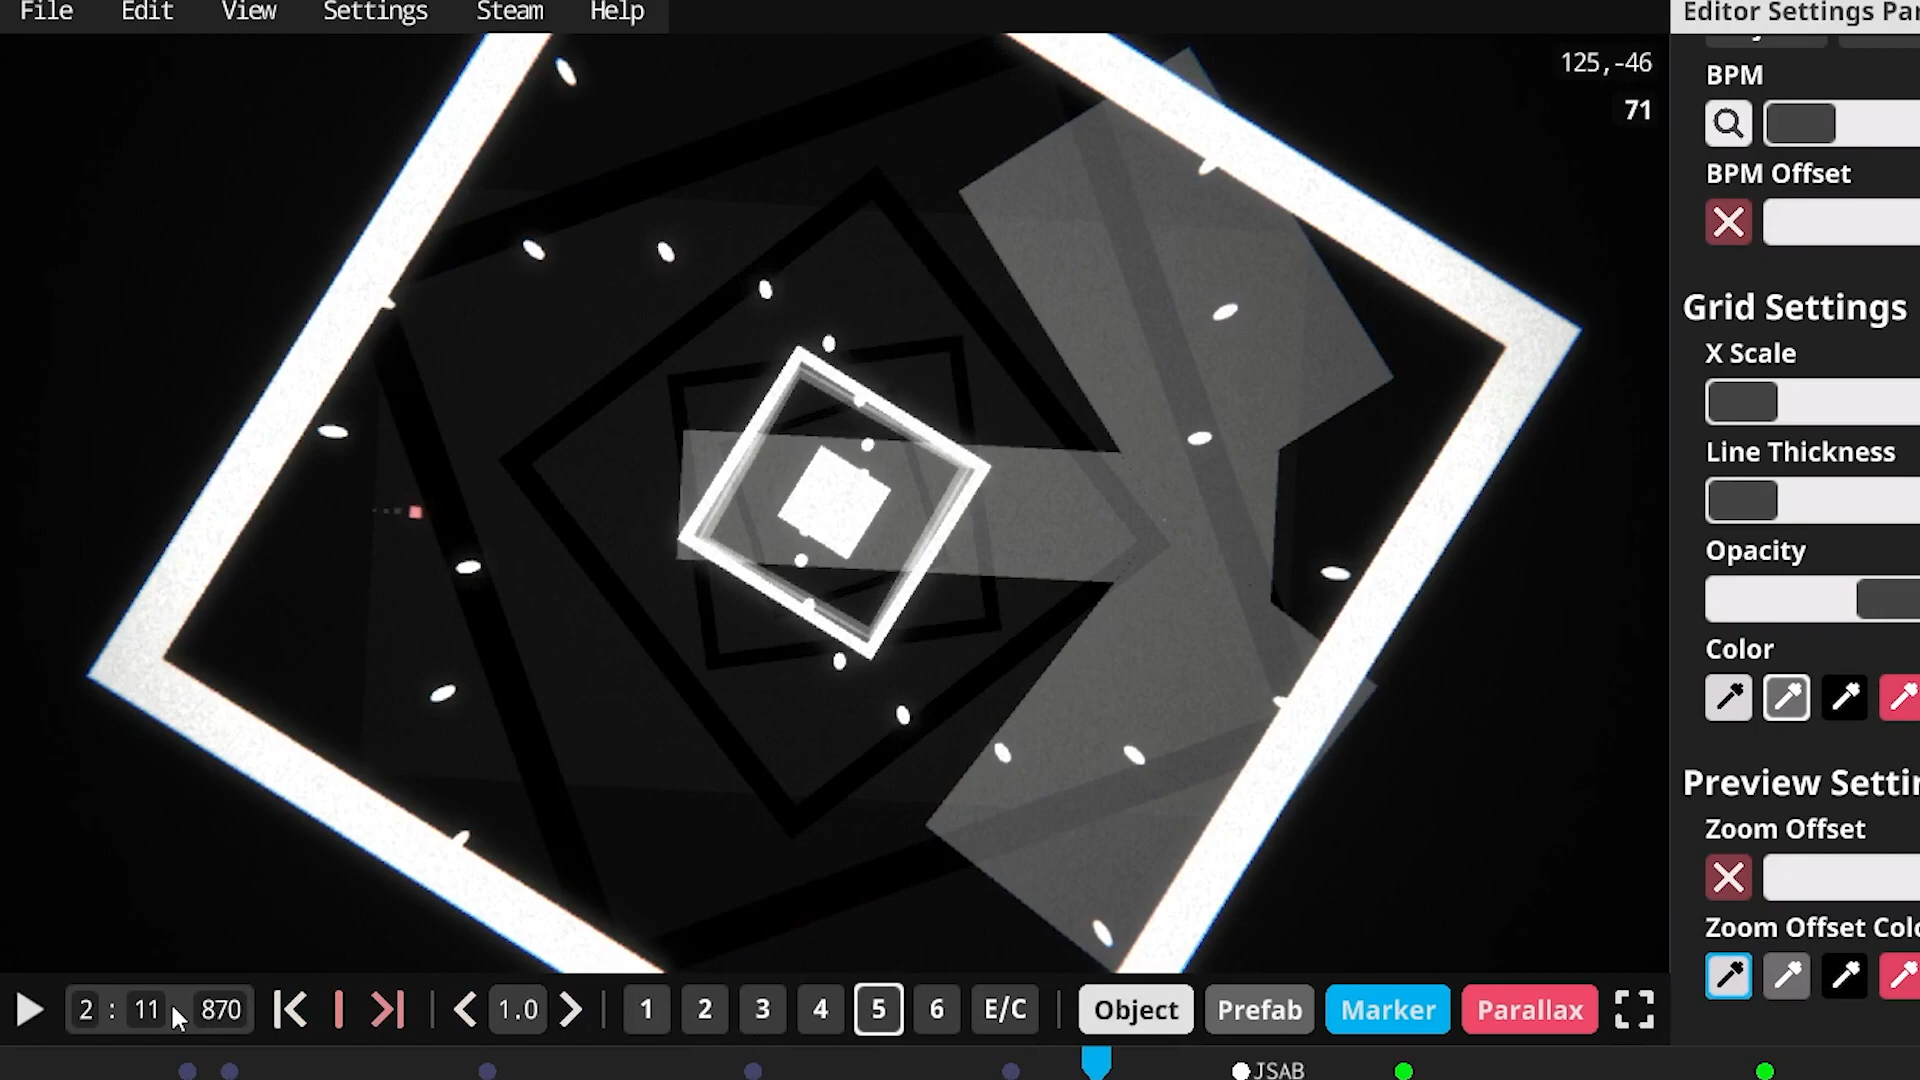 File Edit View Settings Steam Help
Editor Settings Pa
125,-46
71
BPM
BPM Offset
Grid Settings
X Scale
Line Thickness
Opacity
Color
Preview Setti
Zoom Offset
Zoom Offset Col
2 : 11 870 1.0 1 2 3 4 5 6 E/C Object Prefab Marker Parallax
JSAB